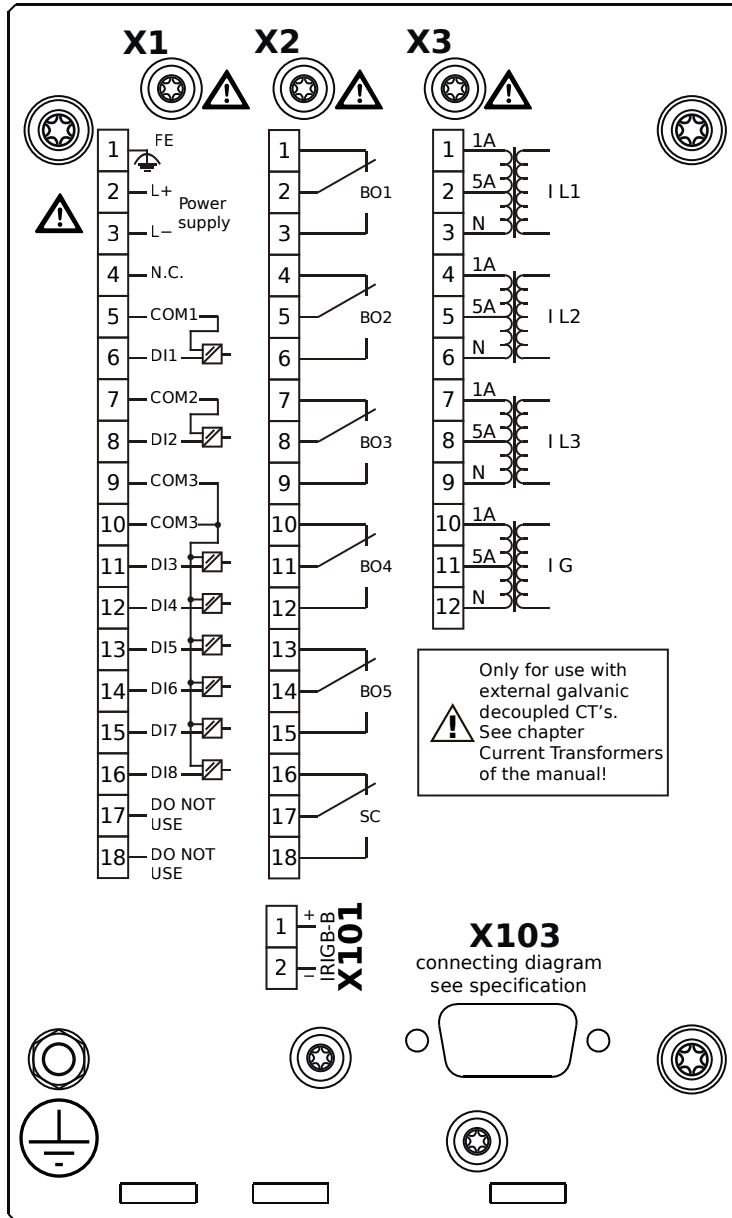 X1 X2 X3
1 FE
2 L+
Power
supply
3 L−
4 N.C.
5 COM1
6 DI1
7 COM2
8 DI2
9 COM3
10 COM3
11 DI3
12 DI4
13 DI5
14 DI6
15 DI7
16 DI8
17 DO NOT
USE
18 DO NOT
USE
1
2 BO1
3
4
5 BO2
6
7
8 BO3
9
10
11 BO4
12
13
14 BO5
15
16
17 SC
18
1 1A
2 5A I L1
3 N
4 1A
5 5A I L2
6 N
7 1A
8 5A I L3
9 N
10 1A
11 5A I G
12 N
!
!
!
!
!
Only for use with
external galvanic
decoupled CT's.
See chapter
Current Transformers
of the manual!
1 +
2 –
IRIGB-B
X101
X103
connecting diagram
see specification